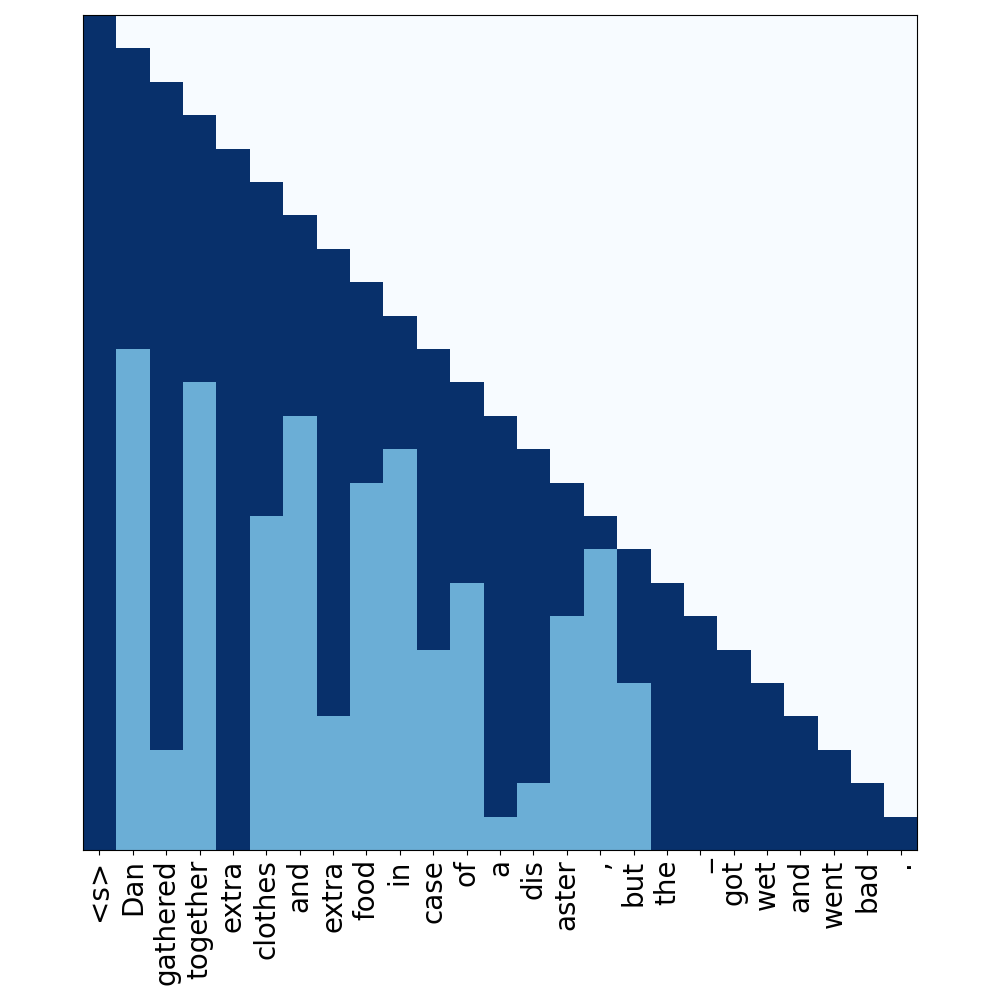 <s> Dan gathered together extra clothes and extra food in case of a dis aster , but the _ got wet and went bad .